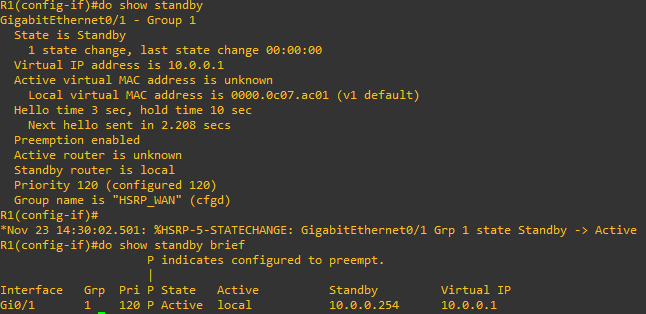 R1(config-if)#do show standby
GigabitEthernet0/1 - Group 1
  State is Standby
    1 state change, last state change 00:00:00
  Virtual IP address is 10.0.0.1
  Active virtual MAC address is unknown
    Local virtual MAC address is 0000.0c07.ac01 (v1 default)
  Hello time 3 sec, hold time 10 sec
    Next hello sent in 2.208 secs
  Preemption enabled
  Active router is unknown
  Standby router is local
  Priority 120 (configured 120)
  Group name is "HSRP_WAN" (cfgd)
R1(config-if)#
*Nov 23 14:30:02.501: %HSRP-5-STATECHANGE: GigabitEthernet0/1 Grp 1 state Standby -> Active
R1(config-if)#do show standby brief
                     P indicates configured to preempt.
                     |
Interface   Grp  Pri P State   Active          Standby         Virtual IP
Gi0/1       1    120 P Active  local           10.0.0.254      10.0.0.1